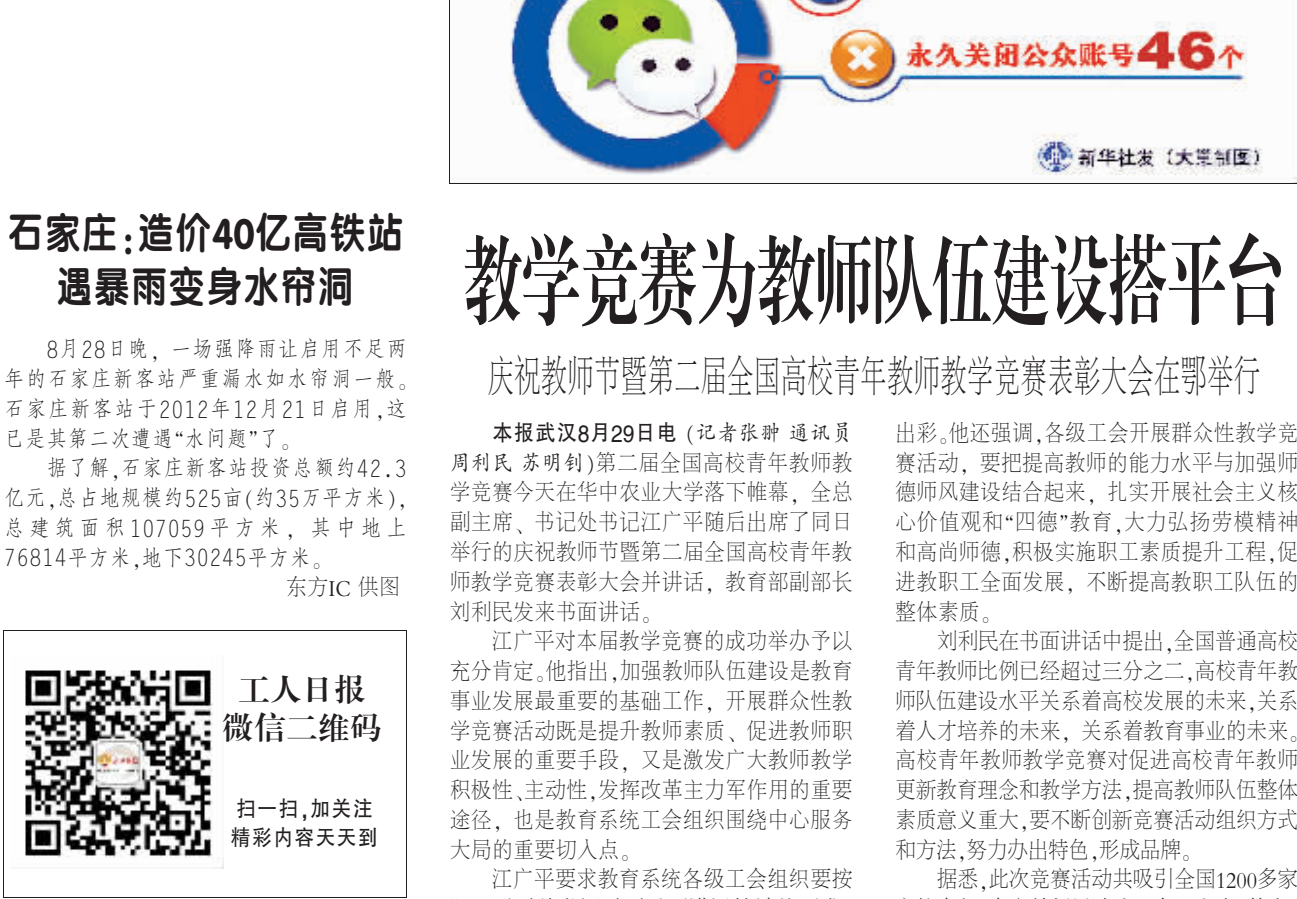 永久关闭公众账号46个
新华社发（大巢制图）
石家庄:造价40亿高铁站
遇暴雨变身水帘洞
8月28日晚，一场强降雨让启用不足两
年的石家庄新客站严重漏水如水帘洞一般。
石家庄新客站于2012年12月21日启用,这
已是其第二次遭遇“水问题”了。
据了解,石家庄新客站投资总额约42.3
亿元,总占地规模约525亩(约35万平方米),
总建筑面积107059平方米，其中地上
76814平方米,地下30245平方米。
东方IC 供图
工人日报
微信二维码
扫一扫,加关注
精彩内容天天到
教学竞赛为教师队伍建设搭平台
庆祝教师节暨第二届全国高校青年教师教学竞赛表彰大会在鄂举行
本报武汉8月29日电 (记者张翀 通讯员
周利民 苏明钊)第二届全国高校青年教师教
学竞赛今天在华中农业大学落下帷幕，全总
副主席、书记处书记江广平随后出席了同日
举行的庆祝教师节暨第二届全国高校青年教
师教学竞赛表彰大会并讲话，教育部副部长
刘利民发来书面讲话。
江广平对本届教学竞赛的成功举办予以
充分肯定。他指出,加强教师队伍建设是教育
事业发展最重要的基础工作，开展群众性教
学竞赛活动既是提升教师素质、促进教师职
业发展的重要手段，又是激发广大教师教学
积极性、主动性,发挥改革主力军作用的重要
途径，也是教育系统工会组织围绕中心服务
大局的重要切入点。
江广平要求教育系统各级工会组织要按
出彩。他还强调,各级工会开展群众性教学竞
赛活动，要把提高教师的能力水平与加强师
德师风建设结合起来，扎实开展社会主义核
心价值观和“四德”教育,大力弘扬劳模精神
和高尚师德,积极实施职工素质提升工程,促
进教职工全面发展，不断提高教职工队伍的
整体素质。
刘利民在书面讲话中提出,全国普通高校
青年教师比例已经超过三分之二,高校青年教
师队伍建设水平关系着高校发展的未来,关系
着人才培养的未来，关系着教育事业的未来。
高校青年教师教学竞赛对促进高校青年教师
更新教育理念和教学方法,提高教师队伍整体
素质意义重大,要不断创新竞赛活动组织方式
和方法,努力办出特色,形成品牌。
据悉,此次竞赛活动共吸引全国1200多家